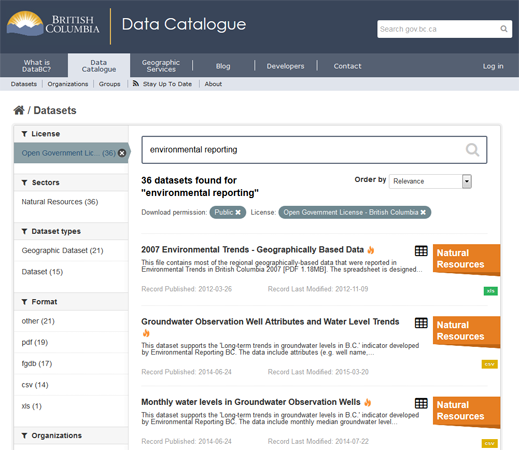 BRITISH
COLUMBIA
Data Catalogue
Search gov.bc.ca
What is
DataBC?
Data
Catalogue
Geographic
Services
Blog
Developers
Contact
Log in
Datasets
Organizations
Groups
Stay Up To Date
About
/ Datasets
License
Open Government Lic... (36)
Sectors
Natural Resources (36)
Dataset types
Geographic Dataset (21)
Dataset (15)
Format
other (21)
pdf (19)
fgdb (17)
csv (14)
xls (1)
Organizations
environmental reporting
36 datasets found for
"environmental reporting"
Order by
Relevance
Download permission: Public License: Open Government License - British Columbia
2007 Environmental Trends - Geographically Based Data
This file contains most of the regional geographically-based data that were reported in
Environmental Trends in British Columbia 2007 [PDF 1.18MB]. The spreadsheet is designed...
Record Published: 2012-03-26 Record Last Modified: 2012-11-09
Natural
Resources
xls
Groundwater Observation Well Attributes and Water Level Trends
This dataset supports the 'Long-term trends in groundwater levels in B.C.' indicator
developed by Environmental Reporting BC. The data include attributes (e.g. well name,...
Record Published: 2014-06-24 Record Last Modified: 2015-03-20
Natural
Resources
csv
Monthly water levels in Groundwater Observation Wells
This dataset supports the 'Long-term trends in groundwater levels in B.C.' indicator
developed by Environmental Reporting BC. The data include monthly median groundwater level...
Record Published: 2014-06-24 Record Last Modified: 2014-07-22
Natural
Resources
csv